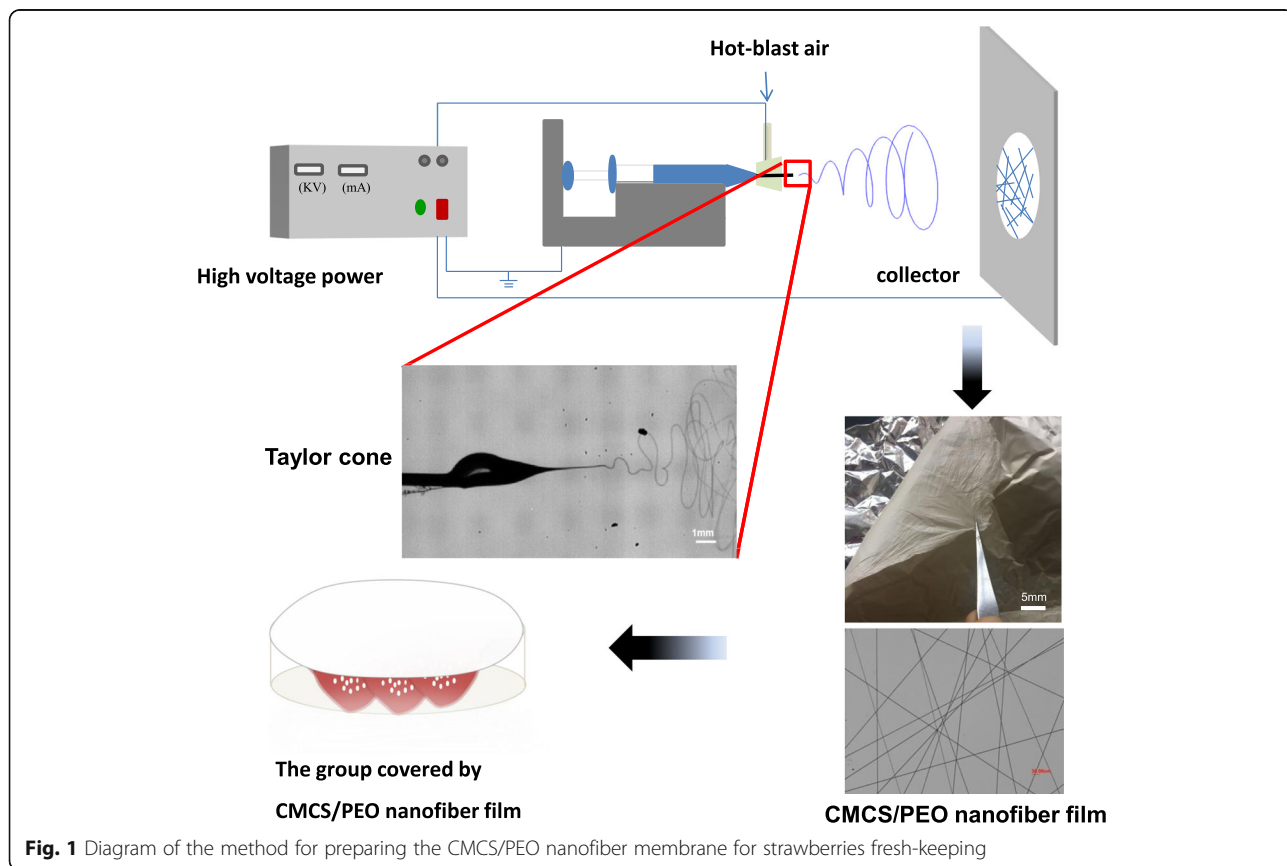 Hot-blast air
(KV) (mA)
High voltage power
collector
Taylor cone
1mm
5mm
The group covered by
CMCS/PEO nanofiber film
CMCS/PEO nanofiber film
Fig. 1 Diagram of the method for preparing the CMCS/PEO nanofiber membrane for strawberries fresh-keeping